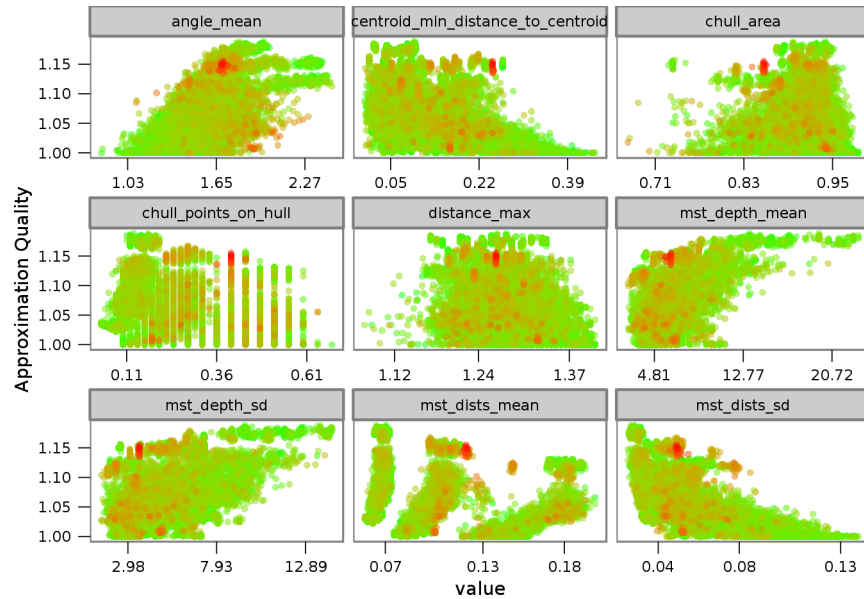 angle_mean
centroid_min_distance_to_centroid
chull_area
1.15
1.10
1.05
1.00
1.03 1.65 2.27
0.05 0.22 0.39
0.71 0.83 0.95
chull_points_on_hull
distance_max
mst_depth_mean
1.15
1.10
1.05
1.00
0.11 0.36 0.61
1.12 1.24 1.37
4.81 12.77 20.72
mst_depth_sd
mst_dists_mean
mst_dists_sd
1.15
1.10
1.05
1.00
2.98 7.93 12.89
0.07 0.13 0.18
0.04 0.08 0.13
Approximation Quality
value